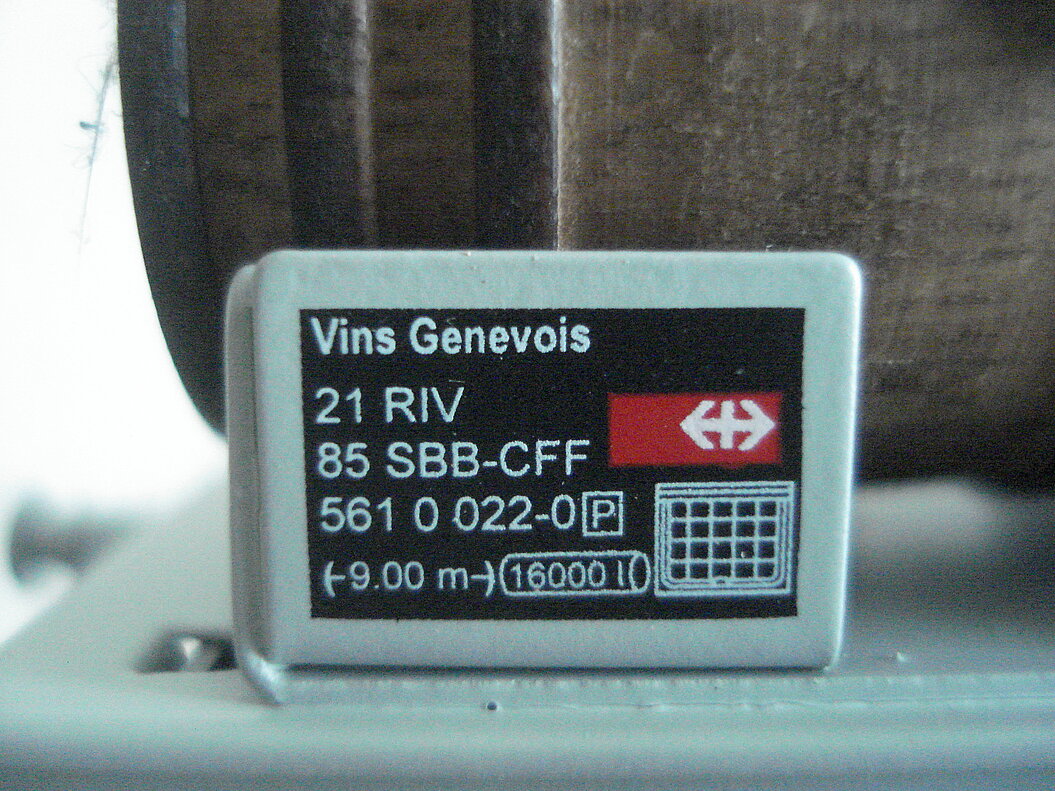 Vins Genevois
21 RIV
85 SBB-CFF
561 0 022-0 P
(-9.00 m-) 16000 l